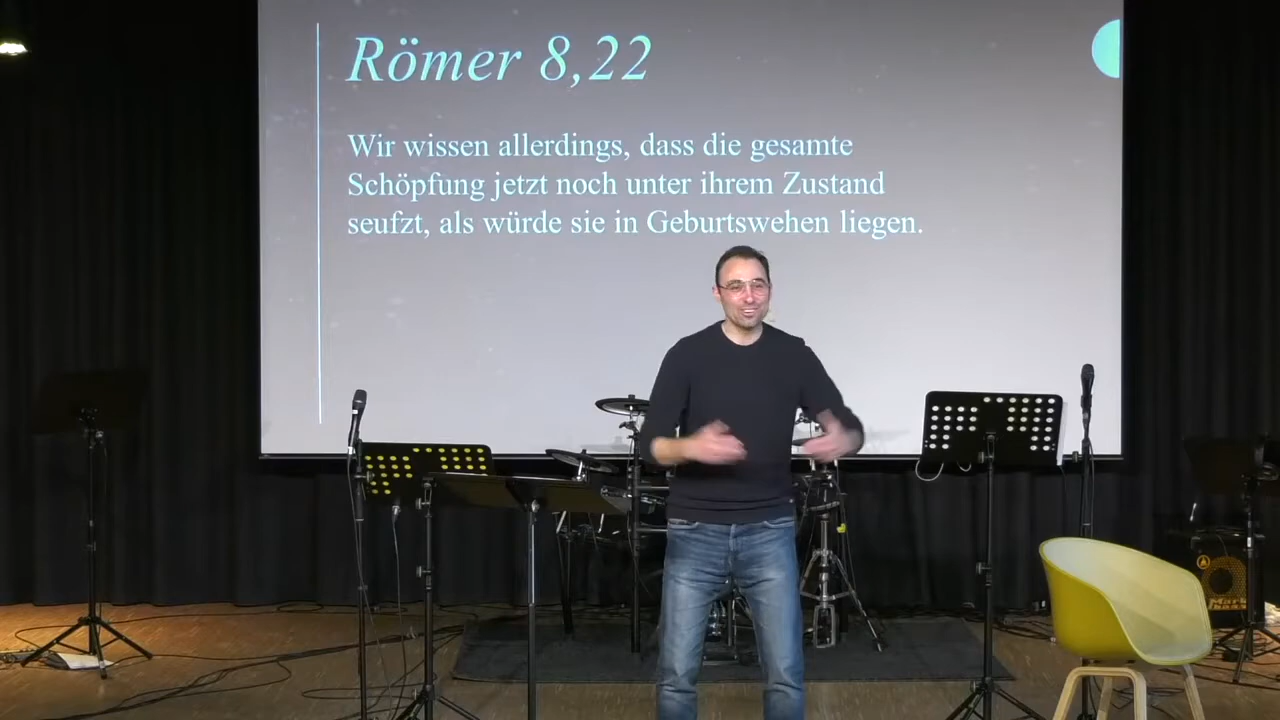 Römer 8,22
Wir wissen allerdings, dass die gesamte
Schöpfung jetzt noch unter ihrem Zustand
seufzt, als würde sie in Geburtswehen liegen.
Mark